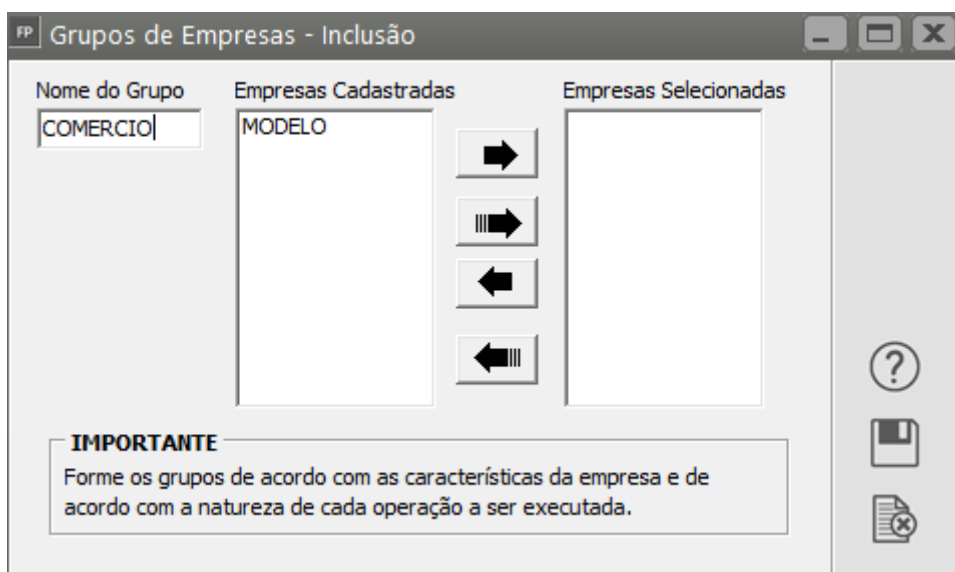 FP Grupos de Empresas - Inclusão
Nome do Grupo
Empresas Cadastradas
Empresas Selecionadas
COMERCIO
MODELO
IMPORTANTE
Forme os grupos de acordo com as características da empresa e de
acordo com a natureza de cada operação a ser executada.